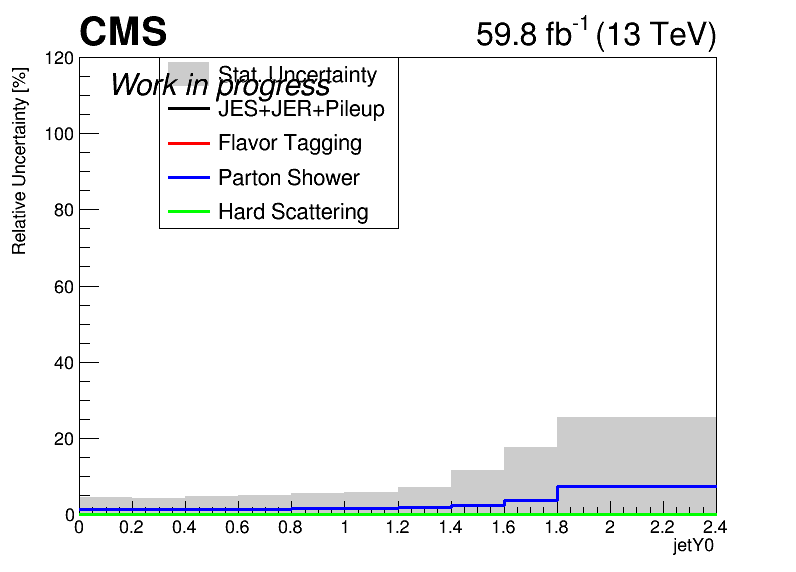 CMS
59.8 fb-1 (13 TeV)
Work in progress
Stat. Uncertainty
JES+JER+Pileup
Flavor Tagging
Parton Shower
Hard Scattering
Relative Uncertainty [%]
120
100
80
60
40
20
0
0 0.2 0.4 0.6 0.8 1 1.2 1.4 1.6 1.8 2 2.2 2.4
jetY0